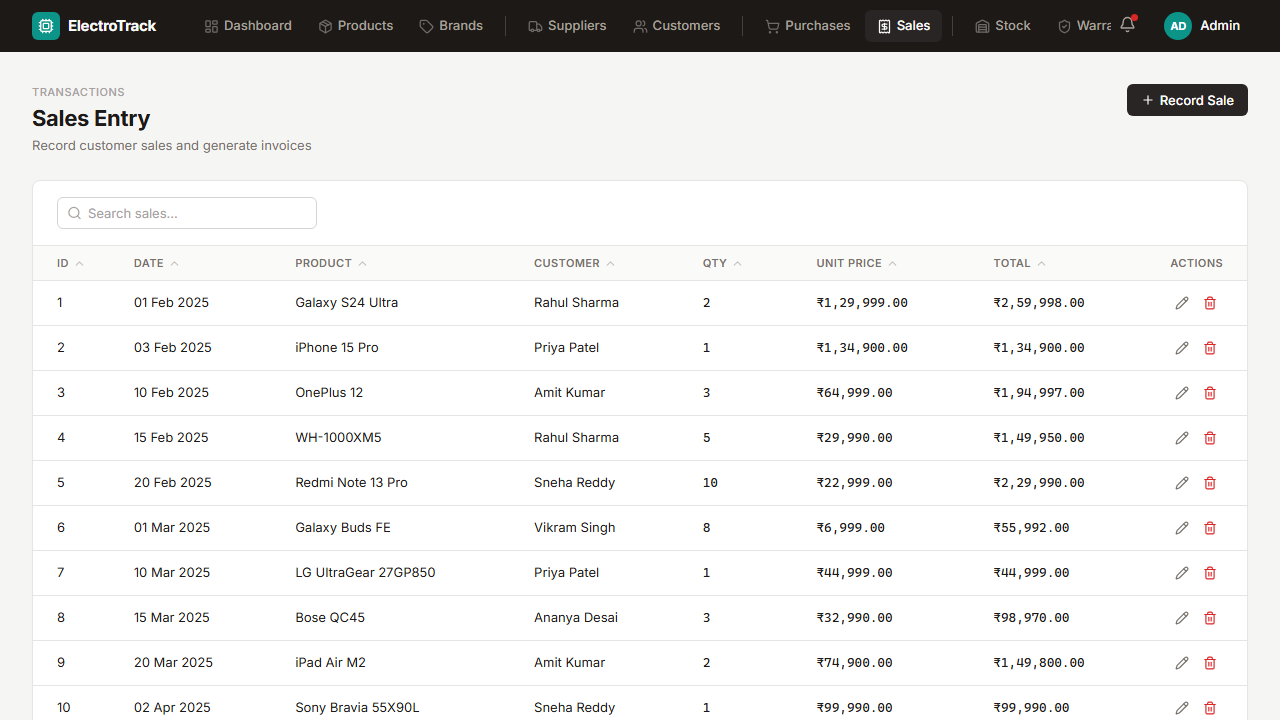 ElectroTrack Dashboard Products Brands Suppliers Customers Purchases Sales Stock Warra AD Admin
TRANSACTIONS
Sales Entry
Record customer sales and generate invoices
+ Record Sale
Search sales...
ID DATE PRODUCT CUSTOMER QTY UNIT PRICE TOTAL ACTIONS
1 01 Feb 2025 Galaxy S24 Ultra Rahul Sharma 2 ₹1,29,999.00 ₹2,59,998.00
2 03 Feb 2025 iPhone 15 Pro Priya Patel 1 ₹1,34,900.00 ₹1,34,900.00
3 10 Feb 2025 OnePlus 12 Amit Kumar 3 ₹64,999.00 ₹1,94,997.00
4 15 Feb 2025 WH-1000XM5 Rahul Sharma 5 ₹29,990.00 ₹1,49,950.00
5 20 Feb 2025 Redmi Note 13 Pro Sneha Reddy 10 ₹22,999.00 ₹2,29,990.00
6 01 Mar 2025 Galaxy Buds FE Vikram Singh 8 ₹6,999.00 ₹55,992.00
7 10 Mar 2025 LG UltraGear 27GP850 Priya Patel 1 ₹44,999.00 ₹44,999.00
8 15 Mar 2025 Bose QC45 Ananya Desai 3 ₹32,990.00 ₹98,970.00
9 20 Mar 2025 iPad Air M2 Amit Kumar 2 ₹74,900.00 ₹1,49,800.00
10 02 Apr 2025 Sony Bravia 55X90L Sneha Reddy 1 ₹99,990.00 ₹99,990.00